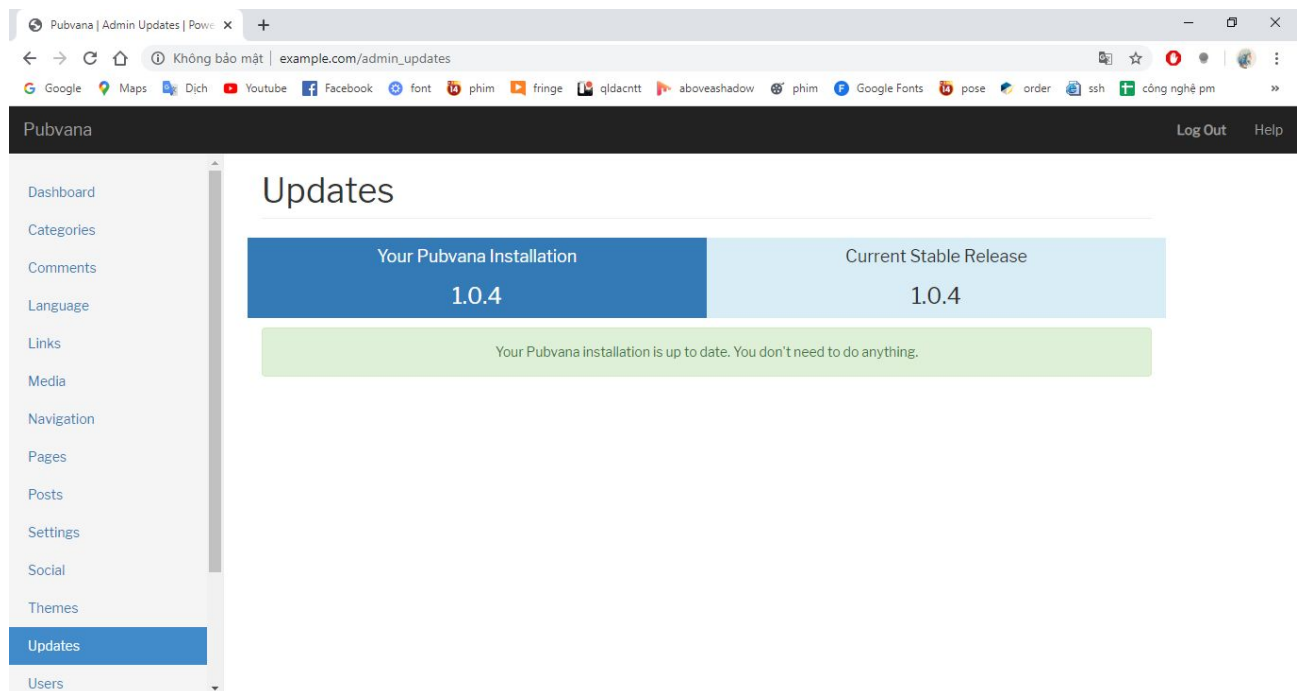 Pubvana | Admin Updates | Powe
Không bảo mật | example.com/admin_updates
Google Maps Dịch Youtube Facebook font phim fringe qldacntt aboveashadow phim Google Fonts pose order ssh công nghệ pm »
Pubvana Log Out Help
Updates
Dashboard
Categories
Comments
Language
Links
Media
Navigation
Pages
Posts
Settings
Social
Themes
Updates
Users
Your Pubvana Installation Current Stable Release
1.0.4 1.0.4
Your Pubvana installation is up to date. You don't need to do anything.